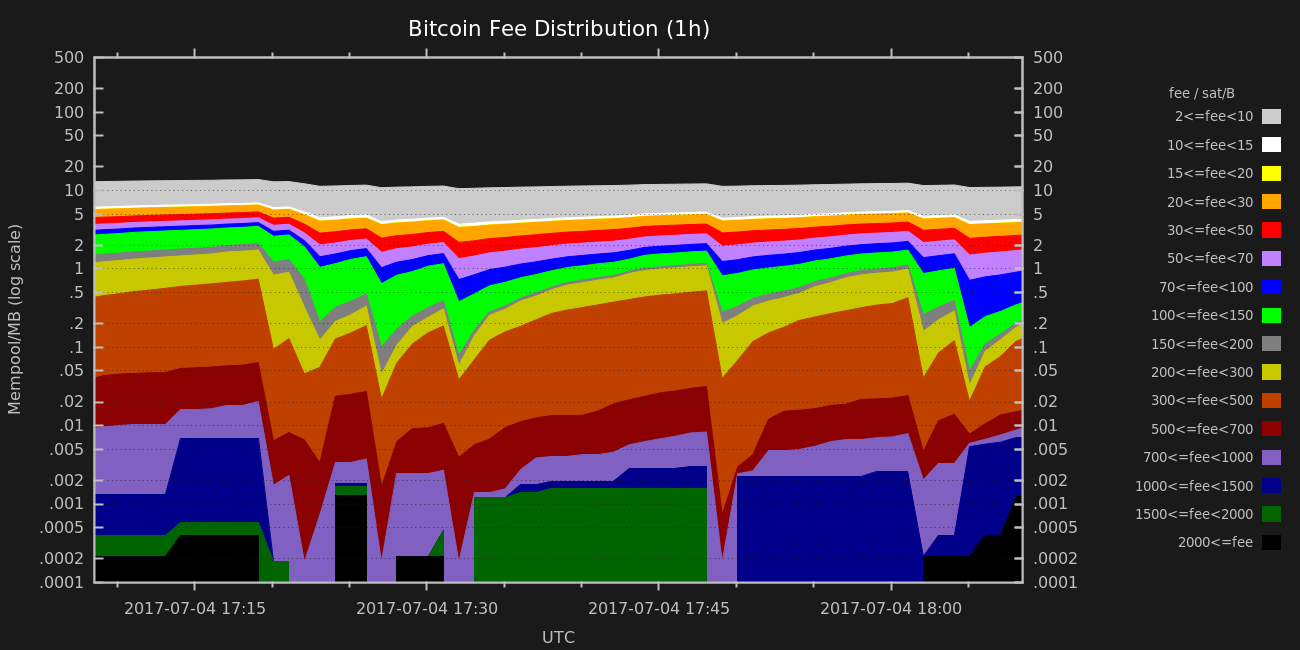 Bitcoin Fee Distribution (1h)
500 500
200 200
100 100
50 50
20 20
10 10
5 5
2 2
1 1
.5 .5
.2 .2
.1 .1
.05 .05
.02 .02
.01 .01
.005 .005
.002 .002
.001 .001
.0005 .0005
.0002 .0002
.0001 .0001
Mempool/MB (log scale)
2017-07-04 17:15 2017-07-04 17:30 2017-07-04 17:45 2017-07-04 18:00
UTC
fee / sat/B
2<=fee<10
10<=fee<15
15<=fee<20
20<=fee<30
30<=fee<50
50<=fee<70
70<=fee<100
100<=fee<150
150<=fee<200
200<=fee<300
300<=fee<500
500<=fee<700
700<=fee<1000
1000<=fee<1500
1500<=fee<2000
2000<=fee